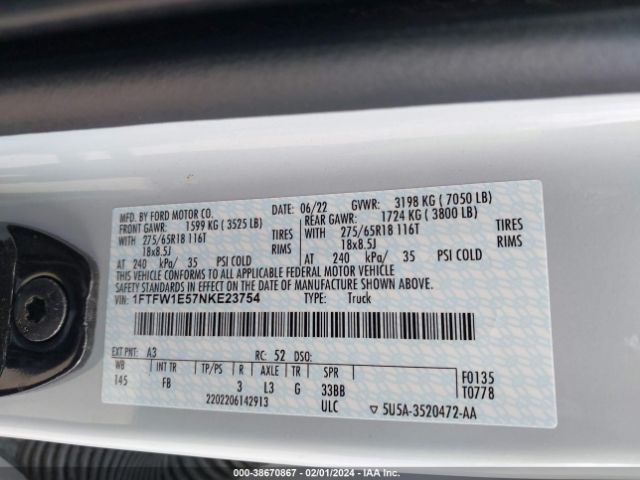 MFD. BY FORD MOTOR CO.
DATE: 06/22 GVWR: 3198 KG ( 7050 LB)
FRONT GAWR: 1599 KG ( 3525 LB) REAR GAWR: 1724 KG ( 3800 LB)
WITH 275/65R18 116T TIRES 275/65R18 116T TIRES
WITH
18x8.5J RIMS 18x8.5J RIMS
AT 240 kPa/ 35 PSI COLD AT 240 kPa/ 35 PSI COLD
THIS VEHICLE CONFORMS TO ALL APPLICABLE FEDERAL MOTOR VEHICLE
SAFETY STANDARDS IN EFFECT ON THE DATE OF MANUFACTURE SHOWN ABOVE.
VIN: 1FTFW1E57NKE23754 TYPE: Truck
EXT PNT: A3 RC: 52 DSO:
WB INT TR TP/PS R AXLE TR SPR F0135
145 FB 3 L3 G 33BB T0778
2202206142913 ULC 5U5A-3520472-AA
000-38670867 - 02/01/2024 - IAA Inc.